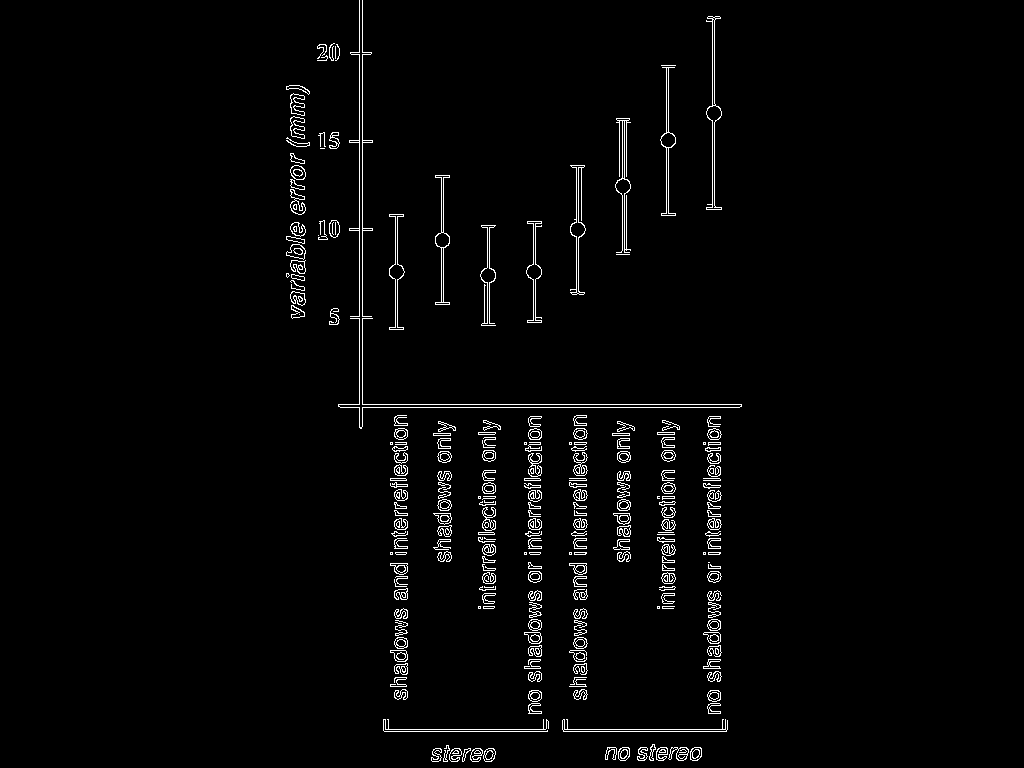 20
15
10
5
variable error (mm)
shadows and interreflection
shadows only
interreflection only
no shadows or interreflection
shadows and interreflection
shadows only
interreflection only
no shadows or interreflection
stereo
no stereo